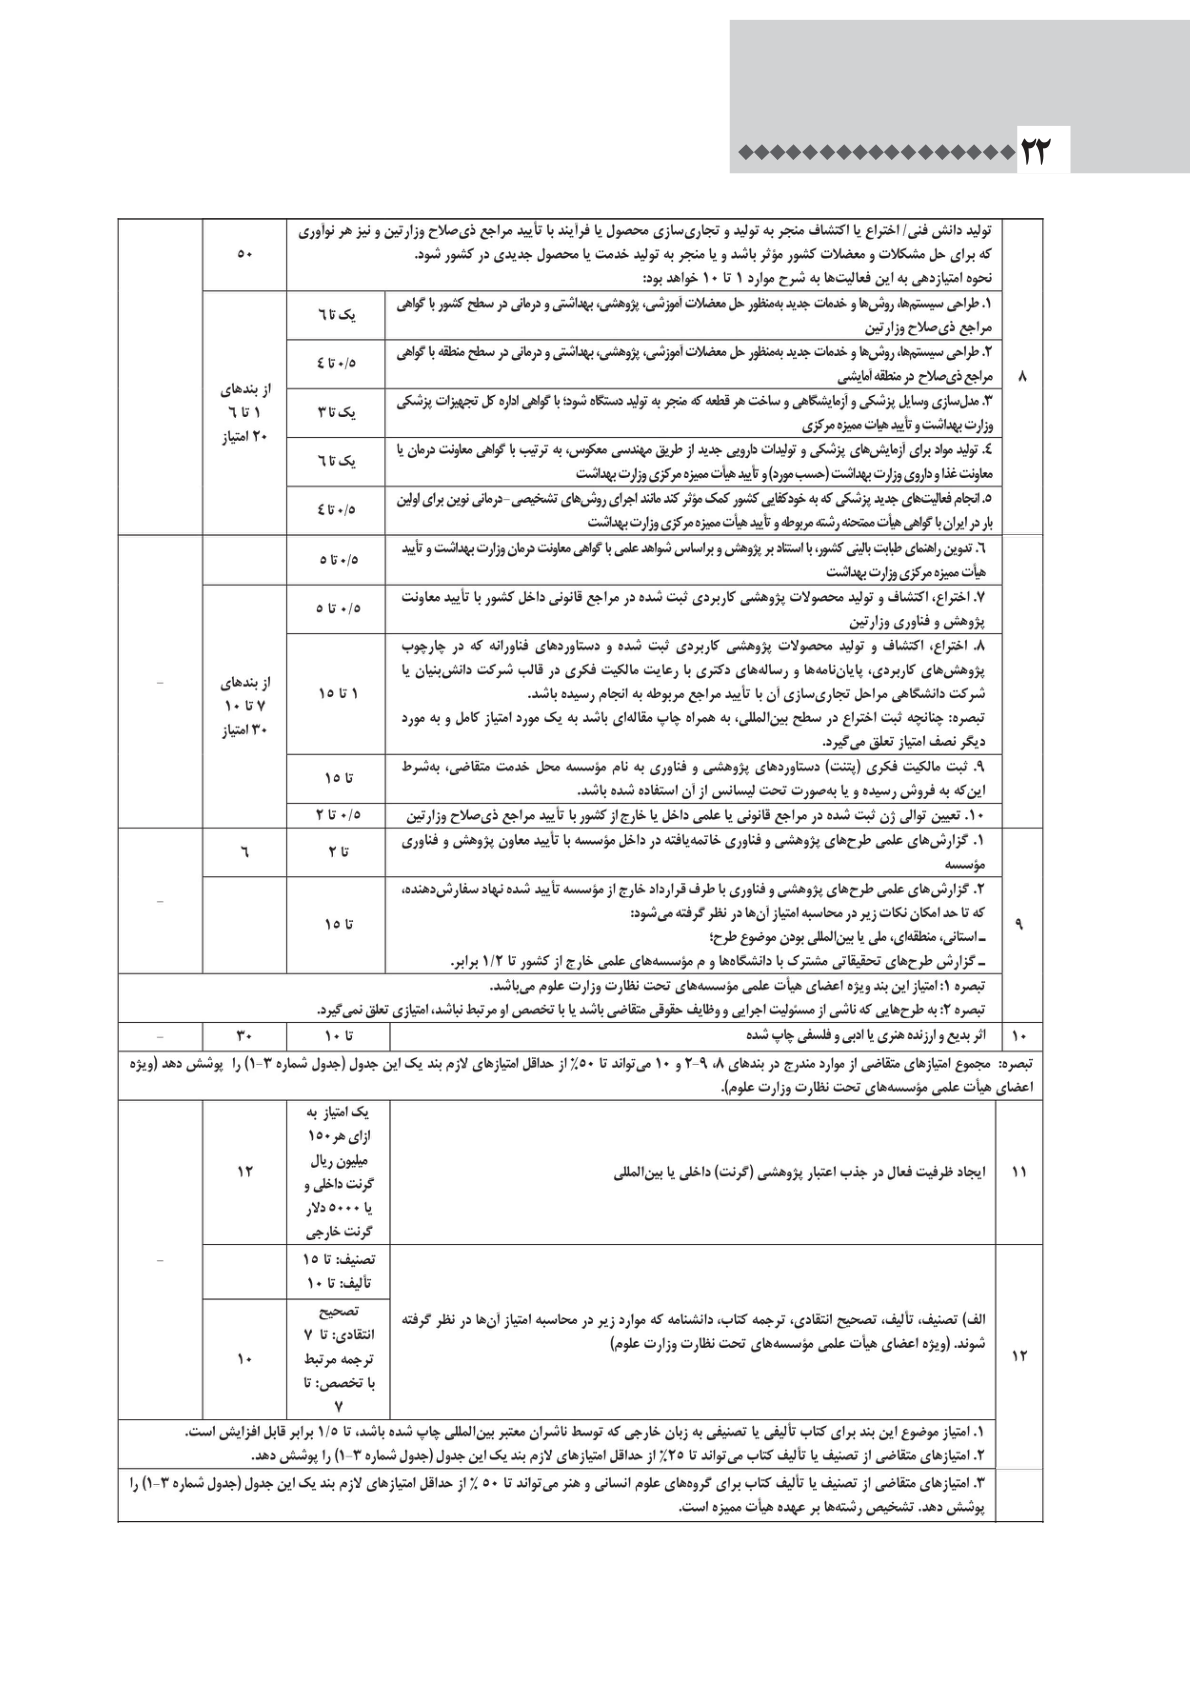 ۲۲
تولید دانش فنی/ اختراع یا اکتشاف منجر به تولید و تجاری‌سازی محصول یا فرآیند با تأیید مراجع ذی‌صلاح وزارتین و نیز هر نوآوری
که برای حل مشکلات و معضلات کشور مؤثر باشد و یا منجر به تولید خدمت یا محصول جدیدی در کشور شود.
نحوه امتیازدهی به این فعالیت‌ها به شرح موارد ۱ تا ۱۰ خواهد بود:
۵۰
۸
۱. طراحی سیستم‌ها، روش‌ها و خدمات جدید به‌منظور حل معضلات آموزشی، پژوهشی، بهداشتی و درمانی در سطح کشور با گواهی
مراجع ذی‌صلاح وزارتین
یک تا ۶
۲. طراحی سیستم‌ها، روش‌ها و خدمات جدید به‌منظور حل معضلات آموزشی، پژوهشی، بهداشتی و درمانی در سطح منطقه با گواهی
مراجع ذی‌صلاح در منطقه آمایشی
۰/۵ تا ۴
۳. مدل‌سازی وسایل پزشکی و آزمایشگاهی و ساخت هر قطعه که منجر به تولید دستگاه شود؛ با گواهی اداره کل تجهیزات پزشکی
وزارت بهداشت و تأیید هیات ممیزه مرکزی
یک تا ۳
۴. تولید مواد برای آزمایش‌های پزشکی و تولیدات دارویی جدید از طریق مهندسی معکوس، به ترتیب با گواهی معاونت درمان یا
معاونت غذا و داروی وزارت بهداشت (حسب مورد) و تأیید هیأت ممیزه مرکزی وزارت بهداشت
یک تا ۶
۵. انجام فعالیت‌های جدید پزشکی که به خودکفایی کشور کمک مؤثر کند مانند اجرای روش‌های تشخیصی-درمانی نوین برای اولین
بار در ایران با گواهی هیأت ممتحنه رشته مربوطه و تأیید هیأت ممیزه مرکزی وزارت بهداشت
۰/۵ تا ۴
از بندهای
۱ تا ۶
۲۰ امتیاز
۶. تدوین راهنمای طبابت بالینی کشور، با استناد بر پژوهش و براساس شواهد علمی با گواهی معاونت درمان وزارت بهداشت و تأیید
هیأت ممیزه مرکزی وزارت بهداشت
۰/۵ تا ۵
۷. اختراع، اکتشاف و تولید محصولات پژوهشی کاربردی ثبت شده در مراجع قانونی داخل کشور با تأیید معاونت
پژوهش و فناوری وزارتین
۰/۵ تا ۵
۸. اختراع، اکتشاف و تولید محصولات پژوهشی کاربردی ثبت شده و دستاوردهای فناورانه که در چارچوب
پژوهش‌های کاربردی، پایان‌نامه‌ها و رساله‌های دکتری با رعایت مالکیت فکری در قالب شرکت دانش‌بنیان یا
شرکت دانشگاهی مراحل تجاری‌سازی آن با تأیید مراجع مربوطه به انجام رسیده باشد.
تبصره: چنانچه ثبت اختراع در سطح بین‌المللی، به همراه چاپ مقاله‌ای باشد به یک مورد امتیاز کامل و به مورد
دیگر نصف امتیاز تعلق می‌گیرد.
۱ تا ۱۵
از بندهای
۷ تا ۱۰
۳۰ امتیاز
–
۹. ثبت مالکیت فکری (پتنت) دستاوردهای پژوهشی و فناوری به نام مؤسسه محل خدمت متقاضی، به‌شرط
این‌که به فروش رسیده و یا به‌صورت تحت لیسانس از آن استفاده شده باشد.
تا ۱۵
۱۰. تعیین توالی ژن ثبت شده در مراجع قانونی یا علمی داخل یا خارج از کشور با تأیید مراجع ذی‌صلاح وزارتین
۰/۵ تا ۲
۱. گزارش‌های علمی طرح‌های پژوهشی و فناوری خاتمه‌یافته در داخل مؤسسه با تأیید معاون پژوهش و فناوری
مؤسسه
تا ۲
۶
۹
۲. گزارش‌های علمی طرح‌های پژوهشی و فناوری با طرف قرارداد خارج از مؤسسه تأیید شده نهاد سفارش‌دهنده،
که تا حد امکان نکات زیر در محاسبه امتیاز آن‌ها در نظر گرفته می‌شود:
ـ استانی، منطقه‌ای، ملی یا بین‌المللی بودن موضوع طرح؛
ـ گزارش طرح‌های تحقیقاتی مشترک با دانشگاه‌ها و م مؤسسه‌های علمی خارج از کشور تا ۱/۲ برابر.
تا ۱۵
–
تبصره ۱: امتیاز این بند ویژه اعضای هیأت علمی مؤسسه‌های تحت نظارت وزارت علوم می‌باشد.
تبصره ۲: به طرح‌هایی که ناشی از مسئولیت اجرایی و وظایف حقوقی متقاضی باشد یا با تخصص او مرتبط نباشد، امتیازی تعلق نمی‌گیرد.
۱۰
اثر بدیع و ارزنده هنری یا ادبی و فلسفی چاپ شده
تا ۱۰
۳۰
–
تبصره: مجموع امتیازهای متقاضی از موارد مندرج در بندهای ۸، ۹-۲ و ۱۰ می‌تواند تا ۵۰٪ از حداقل امتیازهای لازم بند یک این جدول (جدول شماره ۳-۱) را پوشش دهد (ویژه
اعضای هیأت علمی مؤسسه‌های تحت نظارت وزارت علوم).
۱۱
ایجاد ظرفیت فعال در جذب اعتبار پژوهشی (گرنت) داخلی یا بین‌المللی
یک امتیاز به
ازای هر ۱۵۰
میلیون ریال
گرنت داخلی و
یا ۵۰۰۰ دلار
گرنت خارجی
۱۲
–
۱۲
الف) تصنیف، تألیف، تصحیح انتقادی، ترجمه کتاب، دانشنامه که موارد زیر در محاسبه امتیاز آن‌ها در نظر گرفته
شوند. (ویژه اعضای هیأت علمی مؤسسه‌های تحت نظارت وزارت علوم)
تصنیف: تا ۱۵
تألیف: تا ۱۰
تصحیح
انتقادی: تا ۷
ترجمه مرتبط
با تخصص: تا
۷
۱۰
۱. امتیاز موضوع این بند برای کتاب تألیفی یا تصنیفی به زبان خارجی که توسط ناشران معتبر بین‌المللی چاپ شده باشد، تا ۱/۵ برابر قابل افزایش است.
۲. امتیازهای متقاضی از تصنیف یا تألیف کتاب می‌تواند تا ۲۵٪ از حداقل امتیازهای لازم بند یک این جدول (جدول شماره ۳-۱) را پوشش دهد.
۳. امتیازهای متقاضی از تصنیف یا تألیف کتاب برای گروه‌های علوم انسانی و هنر می‌تواند تا ۵۰ ٪ از حداقل امتیازهای لازم بند یک این جدول (جدول شماره ۳-۱) را
پوشش دهد. تشخیص رشته‌ها بر عهده هیأت ممیزه است.